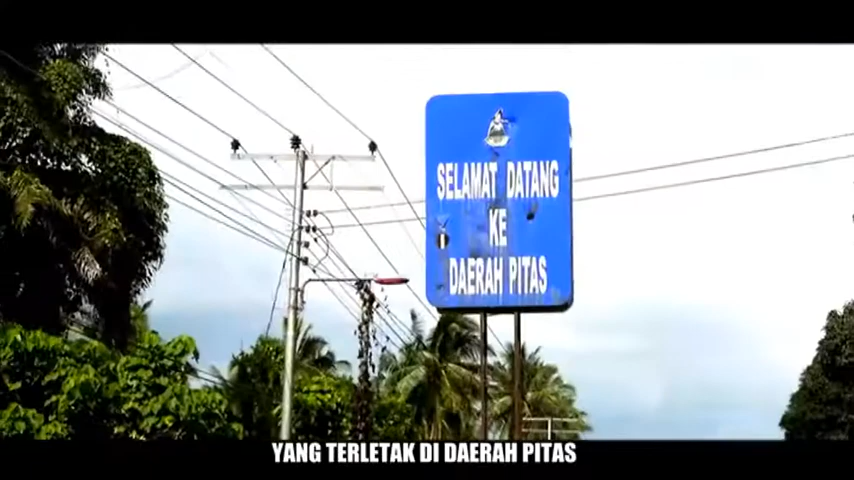 SELAMAT DATANG
KE
DAERAH PITAS
YANG TERLETAK DI DAERAH PITAS